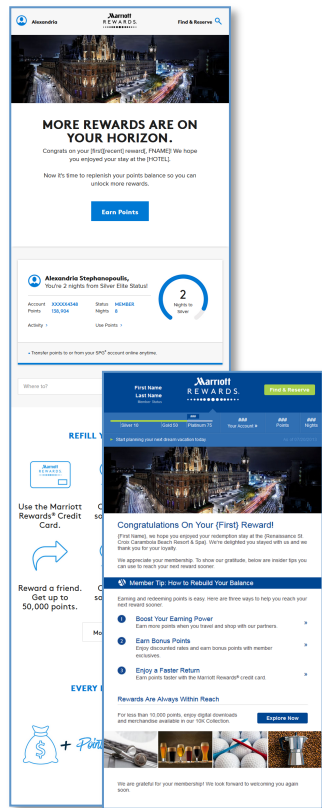 Alexandria
Marriott
REWARDS.
Find & Reserve
MORE REWARDS ARE ON
YOUR HORIZON.
Congrats on your [first][recent] reward[, FNAME]! We hope
you enjoyed your stay at the [HOTEL].
Now it's time to replenish your points balance so you can
unlock more rewards.
Earn Points
Alexandria Stephanopoulis,
You're 2 nights from Silver Elite Status!
Account XXXXX4348 Status MEMBER
Points 138,904 Nights 8
Activity › Use Points ›
2
Nights to
Silver
• Transfer points to or from your SPG® account online anytime.
Where to?
REFILL
Marriott
REWARDS.
Use the Marriott
Rewards® Credit
Card.
Reward a friend.
Get up to
50,000 points.
Mo
EVERY
+ Point
First Name
Last Name
Member Status
Marriott
REWARDS.
Find & Reserve
###
Silver 10 Gold 50 Platinum 75
###
Your Account #
###
Points
###
Nights
Start planning your next dream vacation today.
Congratulations On Your {First} Reward!
{First Name}, we hope you enjoyed your redemption stay at the {Renaissance St.
Croix Carambola Beach Resort & Spa}. We're delighted you stayed with us and we
thank you for your loyalty.
We appreciate your membership. To show our gratitude, below are insider tips you
can use to reach your next reward sooner.
Member Tip: How to Rebuild Your Balance
Earning and redeeming points is easy. Here are three ways to help you reach your
next reward sooner.
1 Boost Your Earning Power »
Earn more points when you travel and shop with our partners.
2 Earn Bonus Points »
Enjoy discounted rates and earn bonus points with member
exclusives.
3 Enjoy a Faster Return »
Earn points faster with the Marriott Rewards® credit card.
Rewards Are Always Within Reach
For less than 10,000 points, enjoy digital downloads
and merchandise available in our 10K Collection.
Explore Now
We are grateful for your membership! We look forward to welcoming you again
soon.